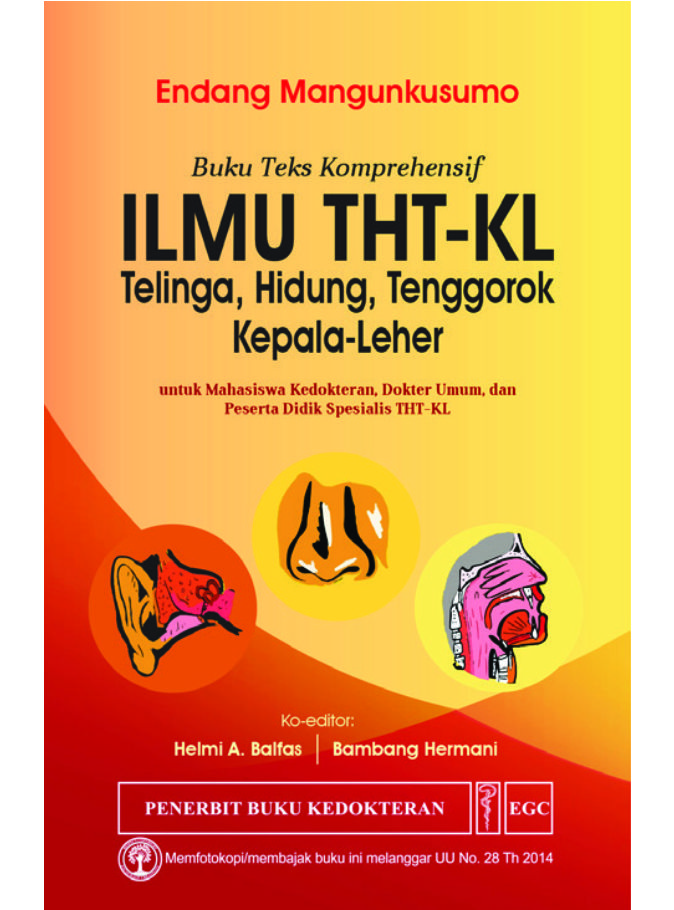 Endang Mangunkusumo
Buku Teks Komprehensif
ILMU THT-KL
Telinga, Hidung, Tenggorok
Kepala-Leher
untuk Mahasiswa Kedokteran, Dokter Umum, dan
Peserta Didik Spesialis THT-KL
Ko-editor:
Helmi A. Balfas | Bambang Hermani
PENERBIT BUKU KEDOKTERAN EGC
Memfotokopi/membajak buku ini melanggar UU No. 28 Th 2014